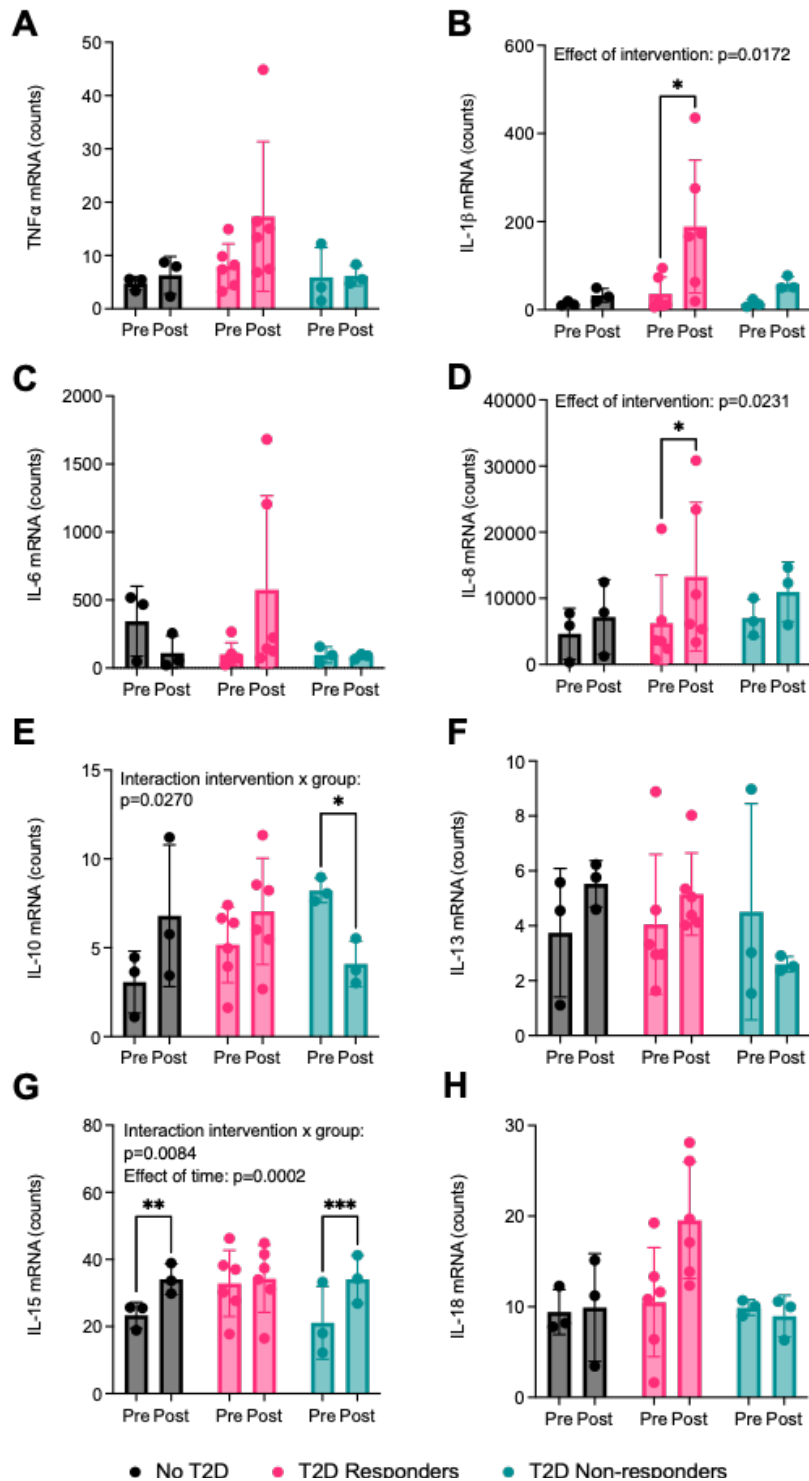 A
TNFα mRNA (counts)
50
40
30
20
10
0
Pre Post Pre Post Pre Post
B
Effect of intervention: p=0.0172
IL-1β mRNA (counts)
600
400
200
0
*
Pre Post Pre Post Pre Post
C
IL-6 mRNA (counts)
2000
1500
1000
500
0
Pre Post Pre Post Pre Post
D
Effect of intervention: p=0.0231
IL-8 mRNA (counts)
40000
30000
20000
10000
0
*
Pre Post Pre Post Pre Post
E
Interaction intervention x group:
p=0.0270
IL-10 mRNA (counts)
15
10
5
0
*
Pre Post Pre Post Pre Post
F
IL-13 mRNA (counts)
10
8
6
4
2
0
Pre Post Pre Post Pre Post
G
Interaction intervention x group:
p=0.0084
Effect of time: p=0.0002
IL-15 mRNA (counts)
80
60
40
20
0
**
***
Pre Post Pre Post Pre Post
H
IL-18 mRNA (counts)
30
20
10
0
Pre Post Pre Post Pre Post
No T2D T2D Responders T2D Non-responders